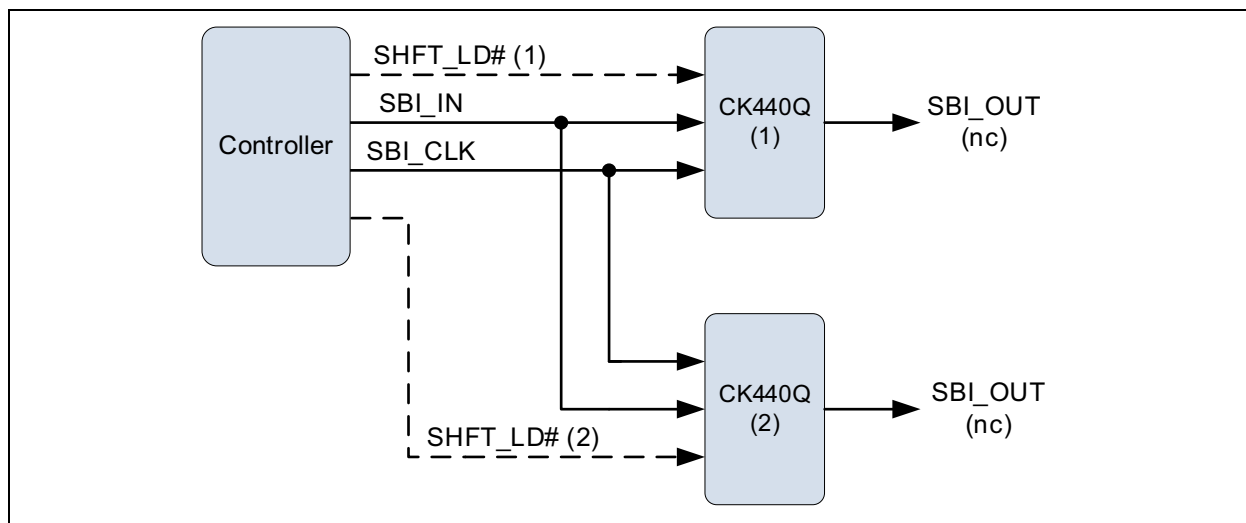 SHFT_LD# (1)
SBI_IN
SBI_CLK
Controller
CK440Q
(1)
SBI_OUT
(nc)
CK440Q
(2)
SBI_OUT
(nc)
SHFT_LD# (2)